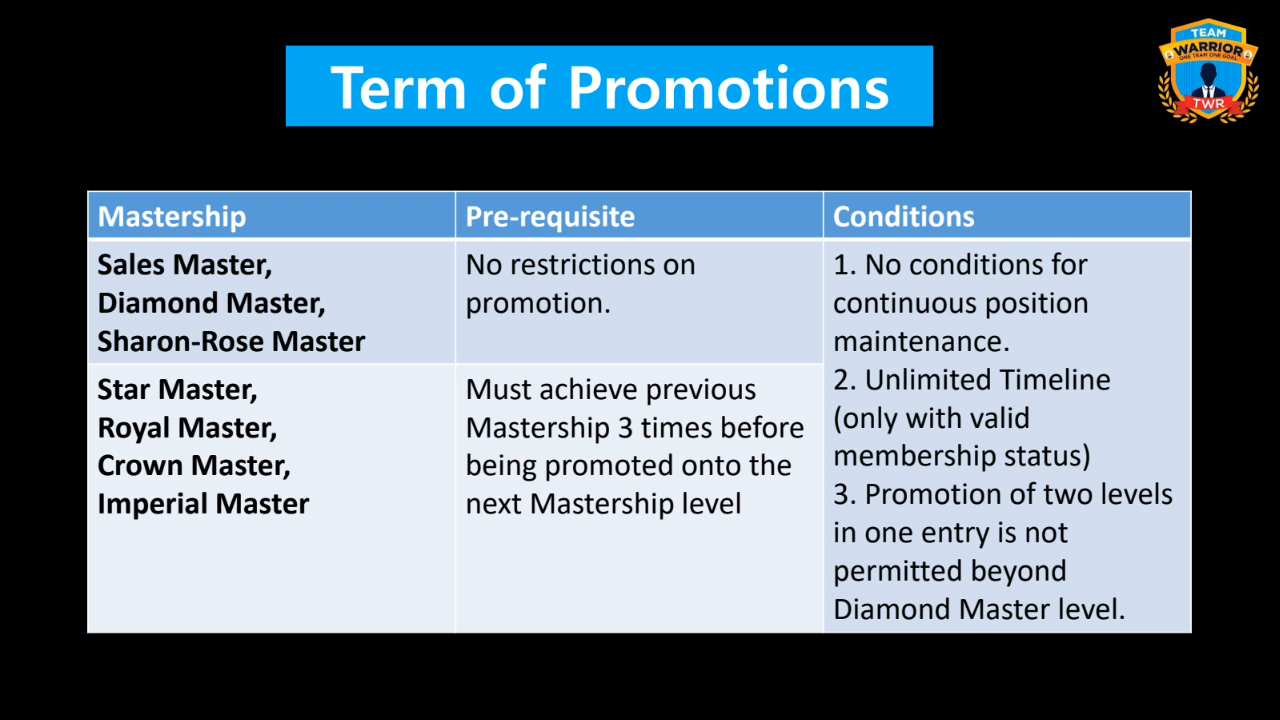 TEAM
WARRIOR
ONE TEAM ONE GOAL
TWR
Term of Promotions
Mastership
Pre-requisite
Conditions
Sales Master,
Diamond Master,
Sharon-Rose Master
No restrictions on
promotion.
1. No conditions for
continuous position
maintenance.
2. Unlimited Timeline
(only with valid
membership status)
3. Promotion of two levels
in one entry is not
permitted beyond
Diamond Master level.
Star Master,
Royal Master,
Crown Master,
Imperial Master
Must achieve previous
Mastership 3 times before
being promoted onto the
next Mastership level